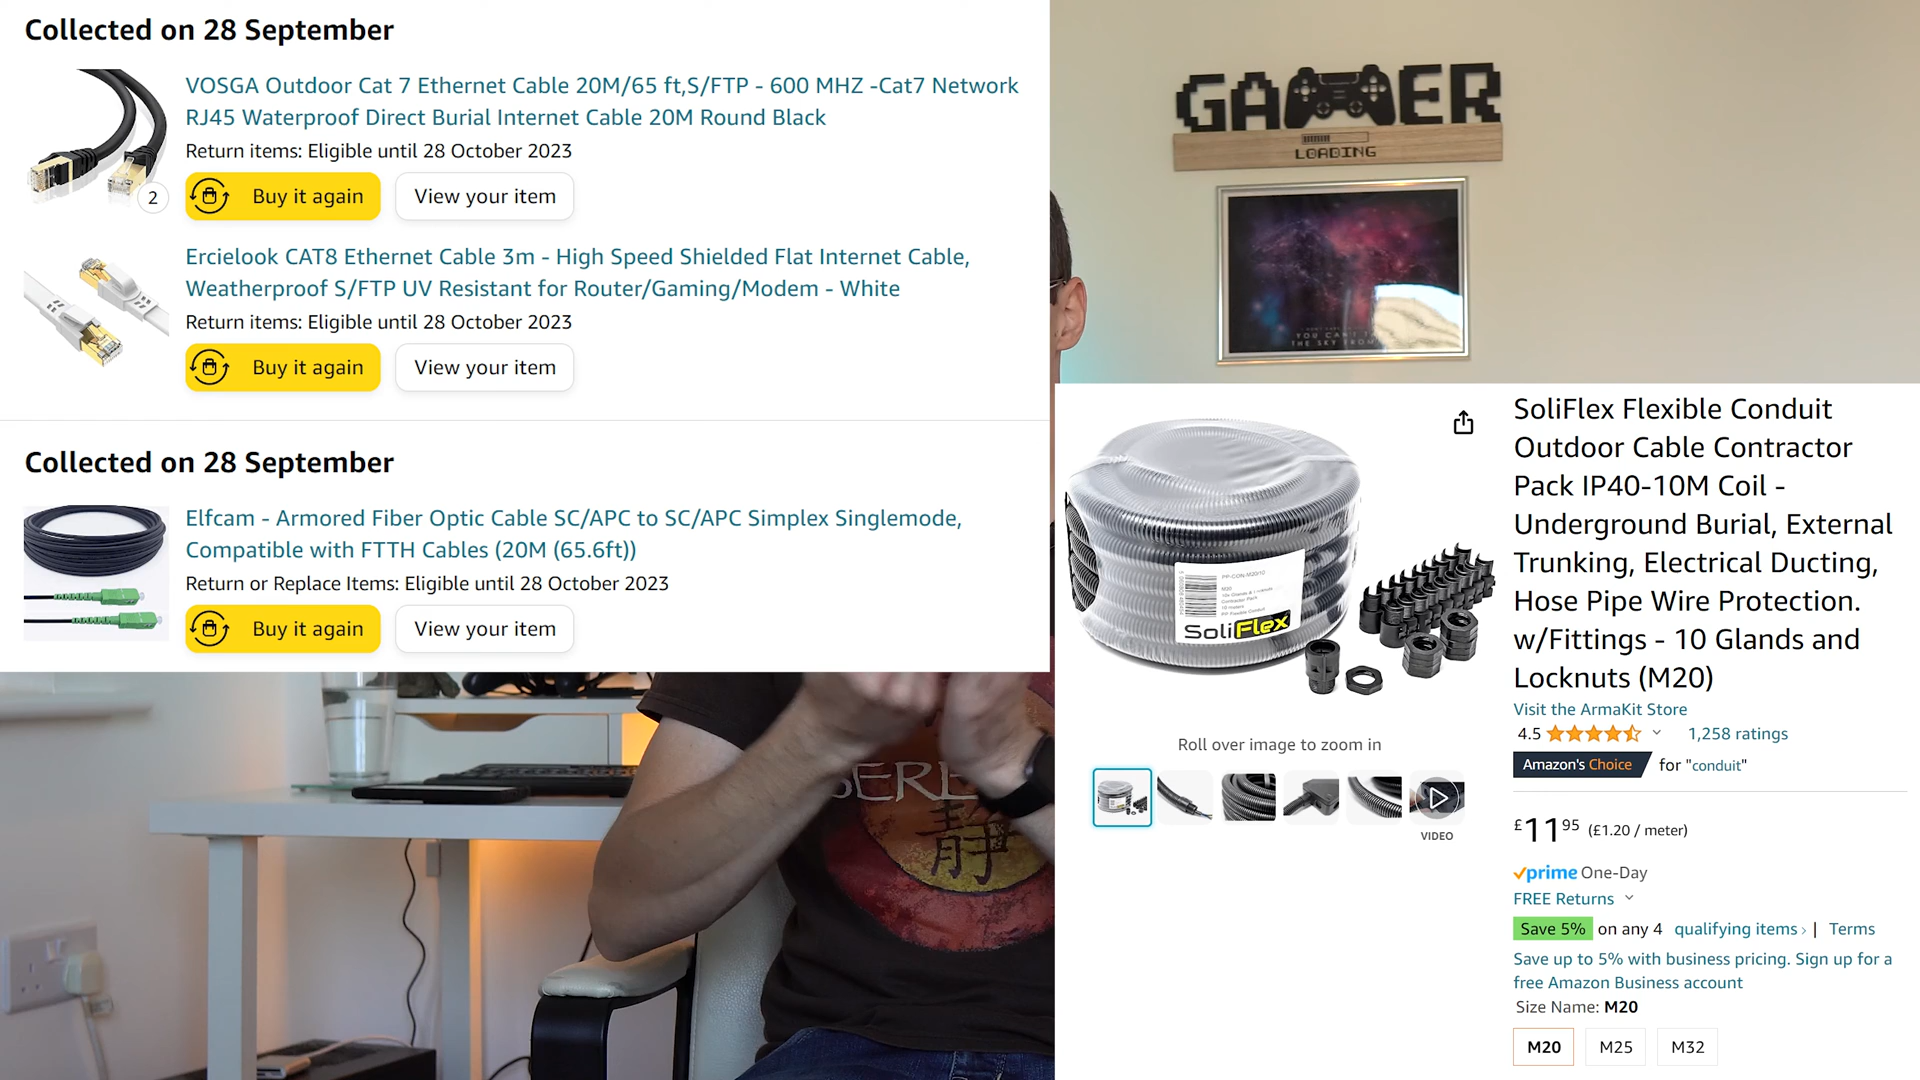 Collected on 28 September
VOSGA Outdoor Cat 7 Ethernet Cable 20M/65 ft,S/FTP - 600 MHZ -Cat7 Network
RJ45 Waterproof Direct Burial Internet Cable 20M Round Black
Return items: Eligible until 28 October 2023
2
Buy it again
View your item
Ercielook CAT8 Ethernet Cable 3m - High Speed Shielded Flat Internet Cable,
Weatherproof S/FTP UV Resistant for Router/Gaming/Modem - White
Return items: Eligible until 28 October 2023
Buy it again
View your item
Collected on 28 September
Elfcam - Armored Fiber Optic Cable SC/APC to SC/APC Simplex Singlemode,
Compatible with FTTH Cables (20M (65.6ft))
Return or Replace Items: Eligible until 28 October 2023
Buy it again
View your item
GAMER
LOADING
SERE
静
SoliFlex
Roll over image to zoom in
VIDEO
SoliFlex Flexible Conduit
Outdoor Cable Contractor
Pack IP40-10M Coil -
Underground Burial, External
Trunking, Electrical Ducting,
Hose Pipe Wire Protection.
w/Fittings - 10 Glands and
Locknuts (M20)
Visit the ArmaKit Store
4.5
1,258 ratings
Amazon's Choice for "conduit"
£11.95 (£1.20 / meter)
prime One-Day
FREE Returns
Save 5% on any 4 qualifying items | Terms
Save up to 5% with business pricing. Sign up for a
free Amazon Business account
Size Name: M20
M20
M25
M32